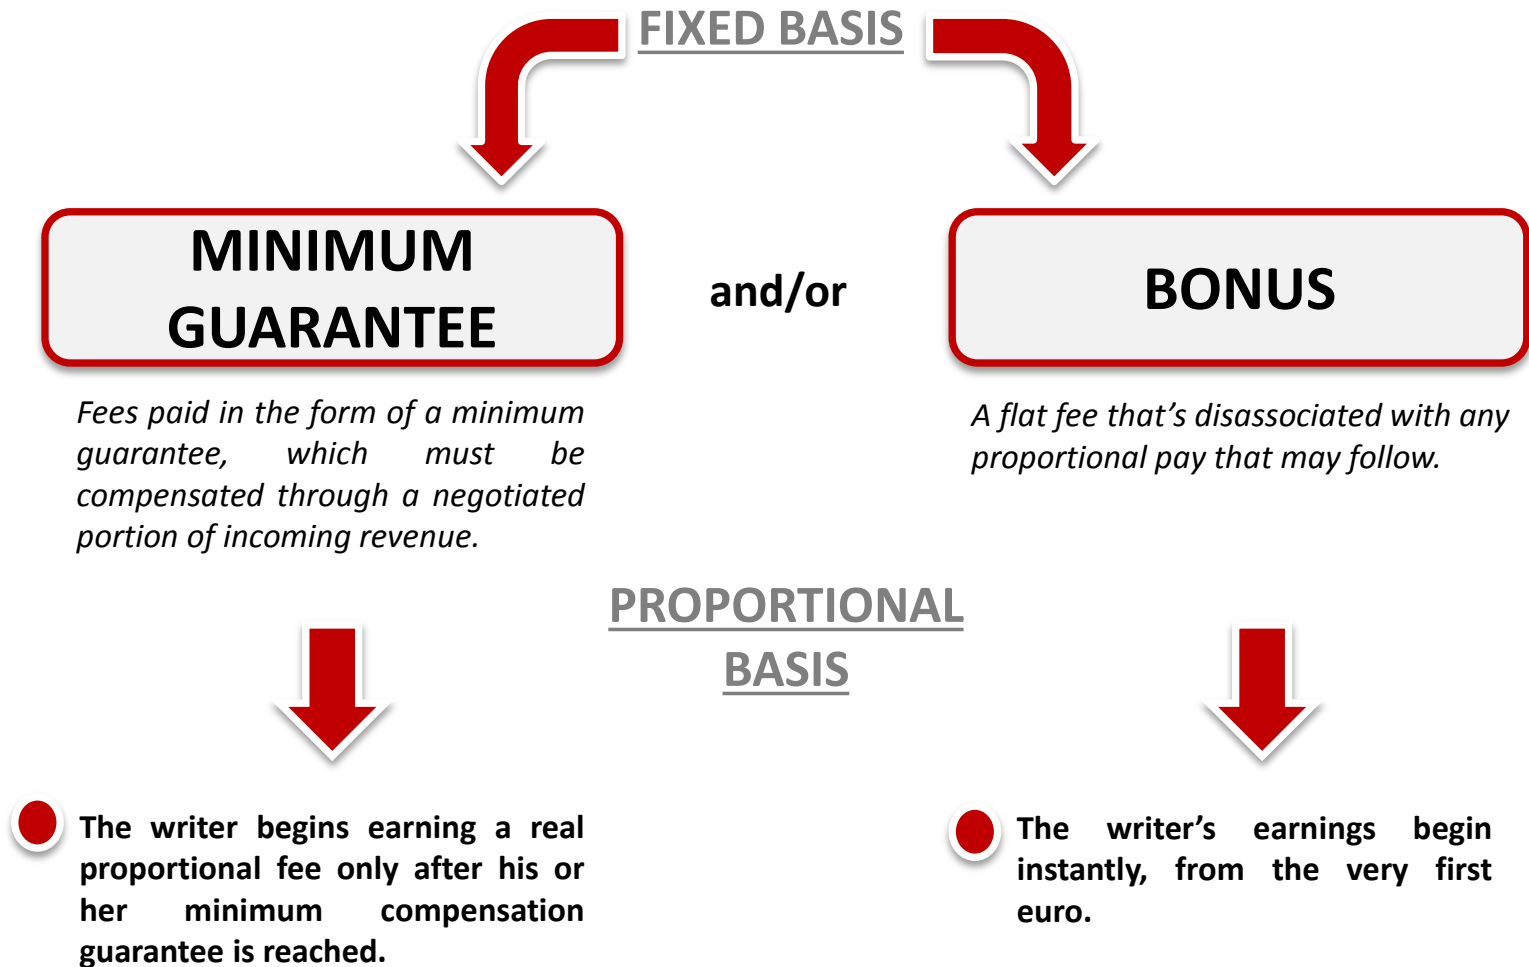 FIXED BASIS
MINIMUM
GUARANTEE
and/or
BONUS
Fees paid in the form of a minimum
guarantee, which must be
compensated through a negotiated
portion of incoming revenue.
A flat fee that's disassociated with any
proportional pay that may follow.
PROPORTIONAL
BASIS
The writer begins earning a real
proportional fee only after his or
her minimum compensation
guarantee is reached.
The writer's earnings begin
instantly, from the very first
euro.